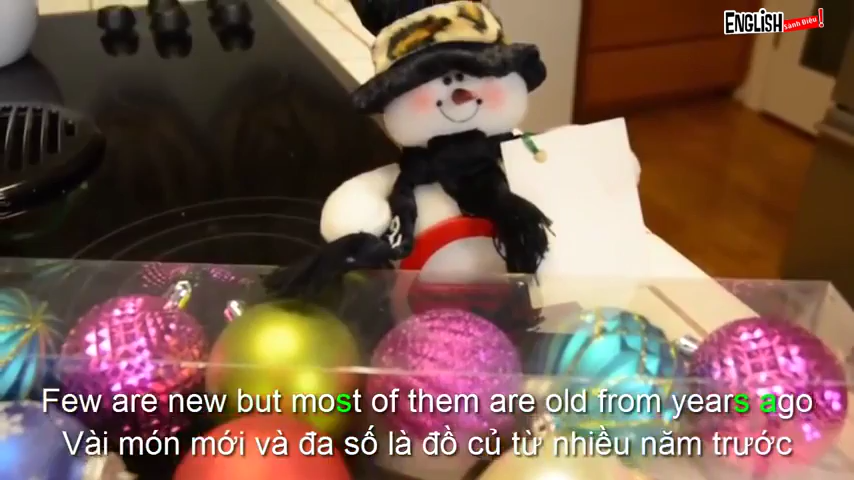 ENGLISH Sành Điệu!
Few are new but most of them are old from years ago
Vài món mới và đa số là đồ củ từ nhiều năm trước